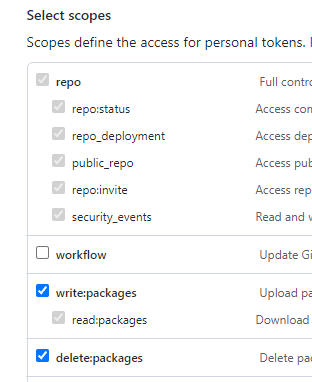 Select scopes
Scopes define the access for personal tokens.
repo Full contro
repo:status Access com
repo_deployment Access dep
public_repo Access pub
repo:invite Access rep
security_events Read and w
workflow Update Gi
write:packages Upload pa
read:packages Download
delete:packages Delete pac